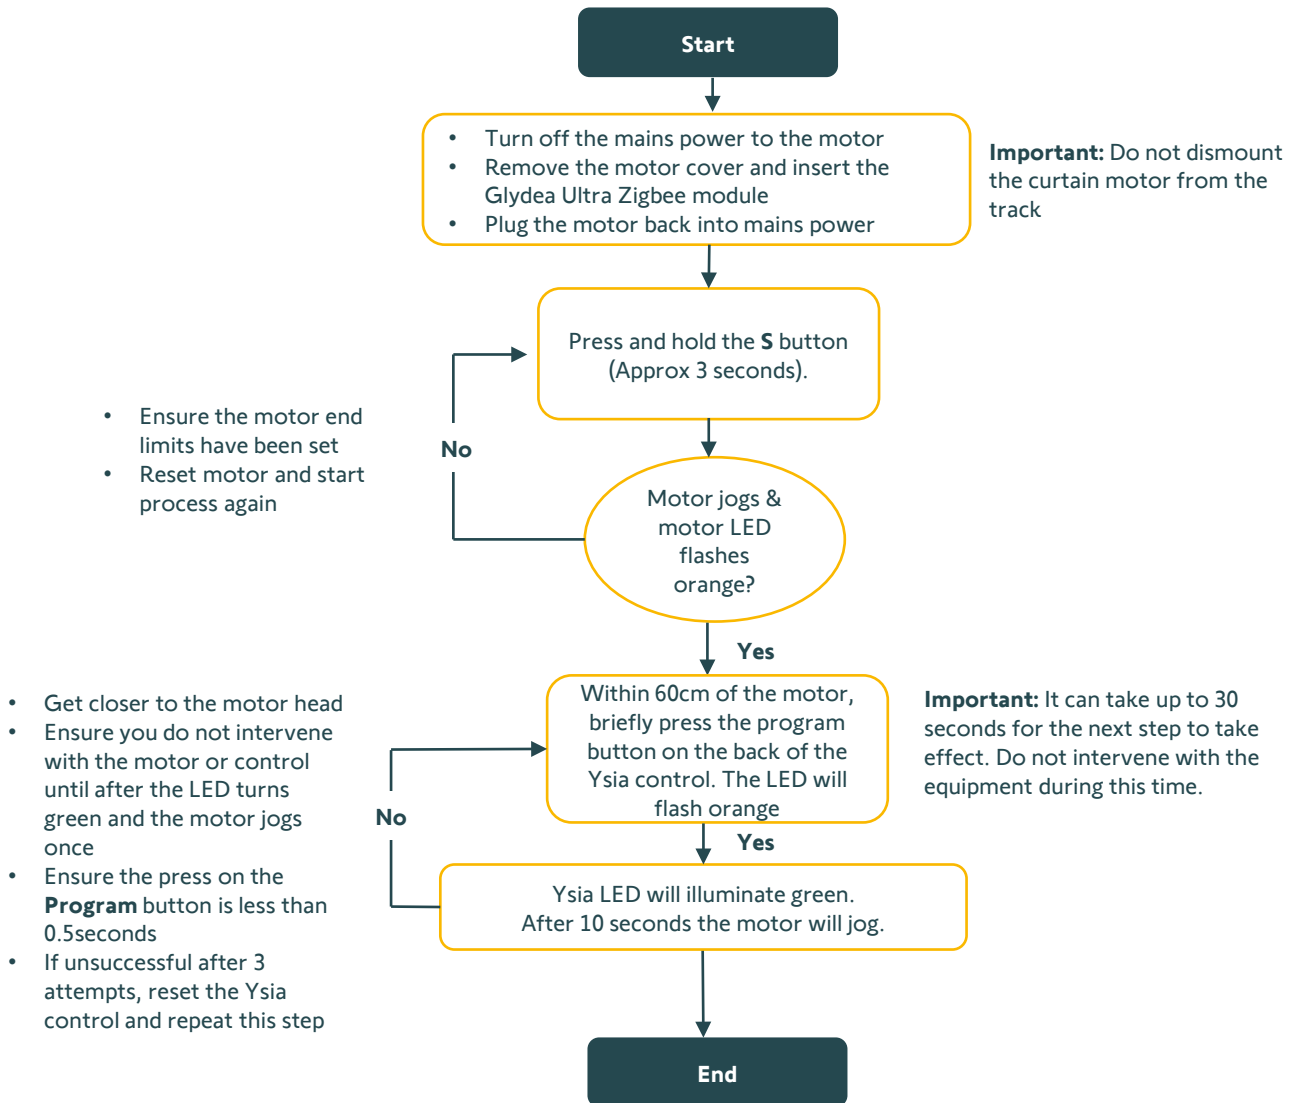 Start
• Turn off the mains power to the motor
• Remove the motor cover and insert the
Glydea Ultra Zigbee module
• Plug the motor back into mains power
Important: Do not dismount
the curtain motor from the
track
Press and hold the S button
(Approx 3 seconds).
• Ensure the motor end
limits have been set
• Reset motor and start
process again
No
Motor jogs &
motor LED
flashes
orange?
Yes
Within 60cm of the motor,
briefly press the program
button on the back of the
Ysia control. The LED will
flash orange
Important: It can take up to 30
seconds for the next step to take
effect. Do not intervene with the
equipment during this time.
• Get closer to the motor head
• Ensure you do not intervene
with the motor or control
until after the LED turns
green and the motor jogs
once
• Ensure the press on the
Program button is less than
0.5seconds
• If unsuccessful after 3
attempts, reset the Ysia
control and repeat this step
No
Yes
Ysia LED will illuminate green.
After 10 seconds the motor will jog.
End